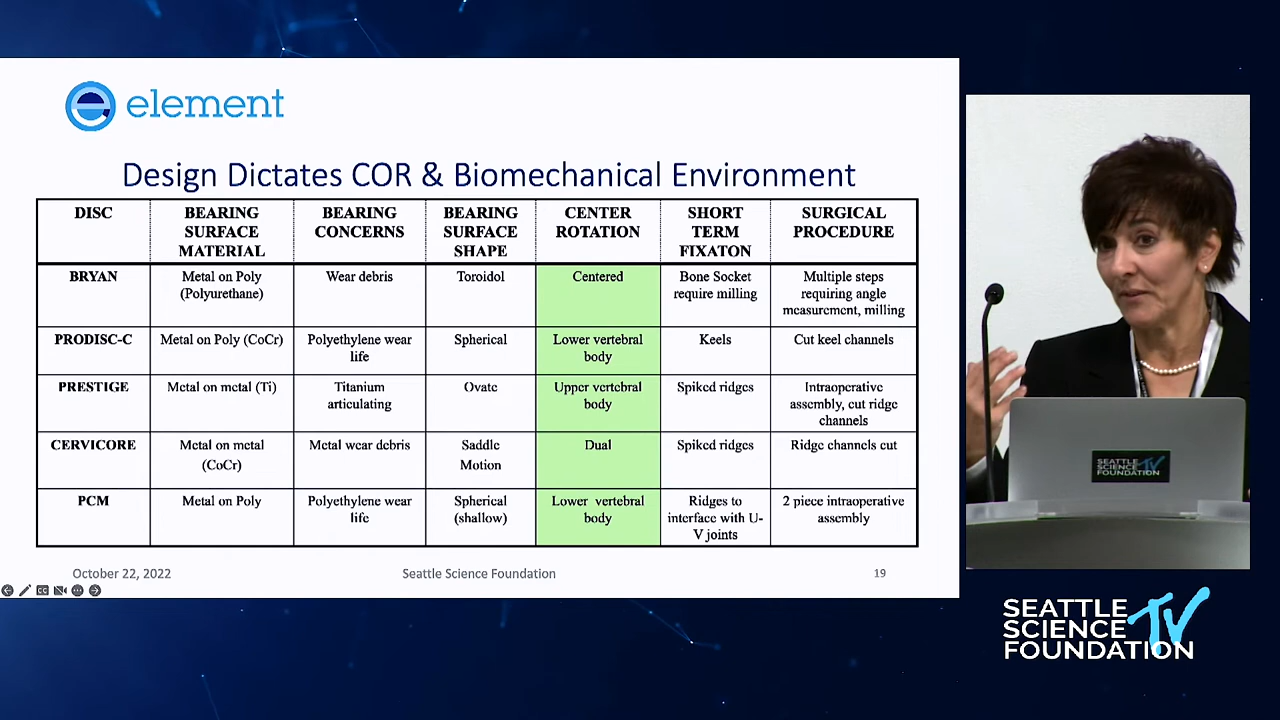 element
Design Dictates COR & Biomechanical Environment
DISC
BEARING
SURFACE
MATERIAL
BEARING
CONCERNS
BEARING
SURFACE
SHAPE
CENTER
ROTATION
SHORT
TERM
FIXATON
SURGICAL
PROCEDURE
BRYAN
Metal on Poly
(Polyurethane)
Wear debris
Toroidol
Centered
Bone Socket
require milling
Multiple steps
requiring angle
measurement, milling
PRODISC-C
Metal on Poly (CoCr)
Polyethylene wear
life
Spherical
Lower vertebral
body
Keels
Cut keel channels
PRESTIGE
Metal on metal (Ti)
Titanium
articulating
Ovate
Upper vertebral
body
Spiked ridges
Intraoperative
assembly, cut ridge
channels
CERVICORE
Metal on metal
(CoCr)
Metal wear debris
Saddle
Motion
Dual
Spiked ridges
Ridge channels cut
PCM
Metal on Poly
Polyethylene wear
life
Spherical
(shallow)
Lower vertebral
body
Ridges to
interface with U-
V joints
2 piece intraoperative
assembly
October 22, 2022
Seattle Science Foundation
19
SEATTLE
SCIENCE
FOUNDATION
TV
SEATTLE
SCIENCE
FOUNDATION
TV